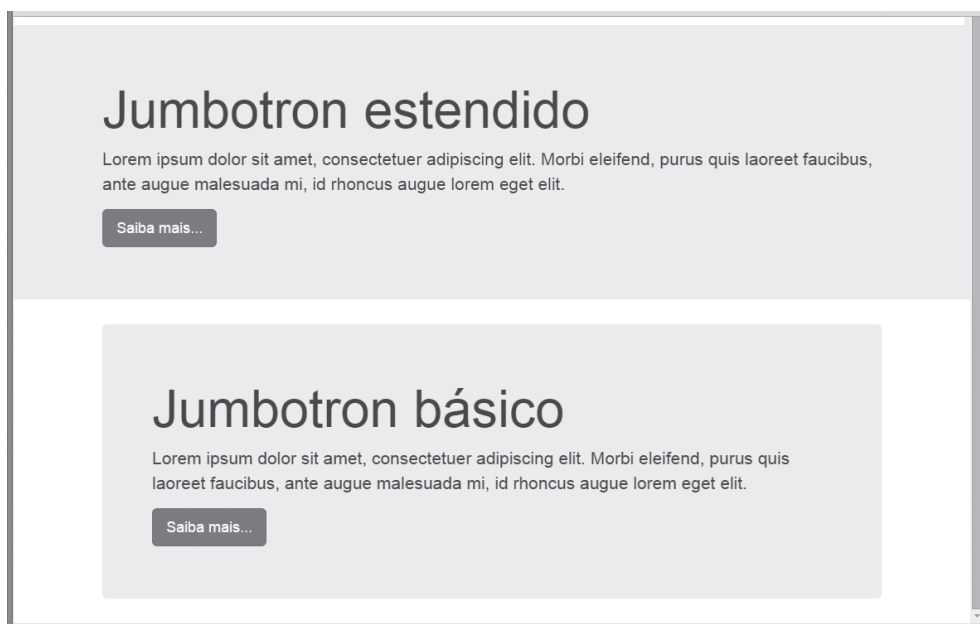 Jumbotron estendido
Lorem ipsum dolor sit amet, consectetuer adipiscing elit. Morbi eleifend, purus quis laoreet faucibus,
ante augue malesuada mi, id rhoncus augue lorem eget elit.
Saiba mais...
Jumbotron básico
Lorem ipsum dolor sit amet, consectetuer adipiscing elit. Morbi eleifend, purus quis
laoreet faucibus, ante augue malesuada mi, id rhoncus augue lorem eget elit.
Saiba mais...